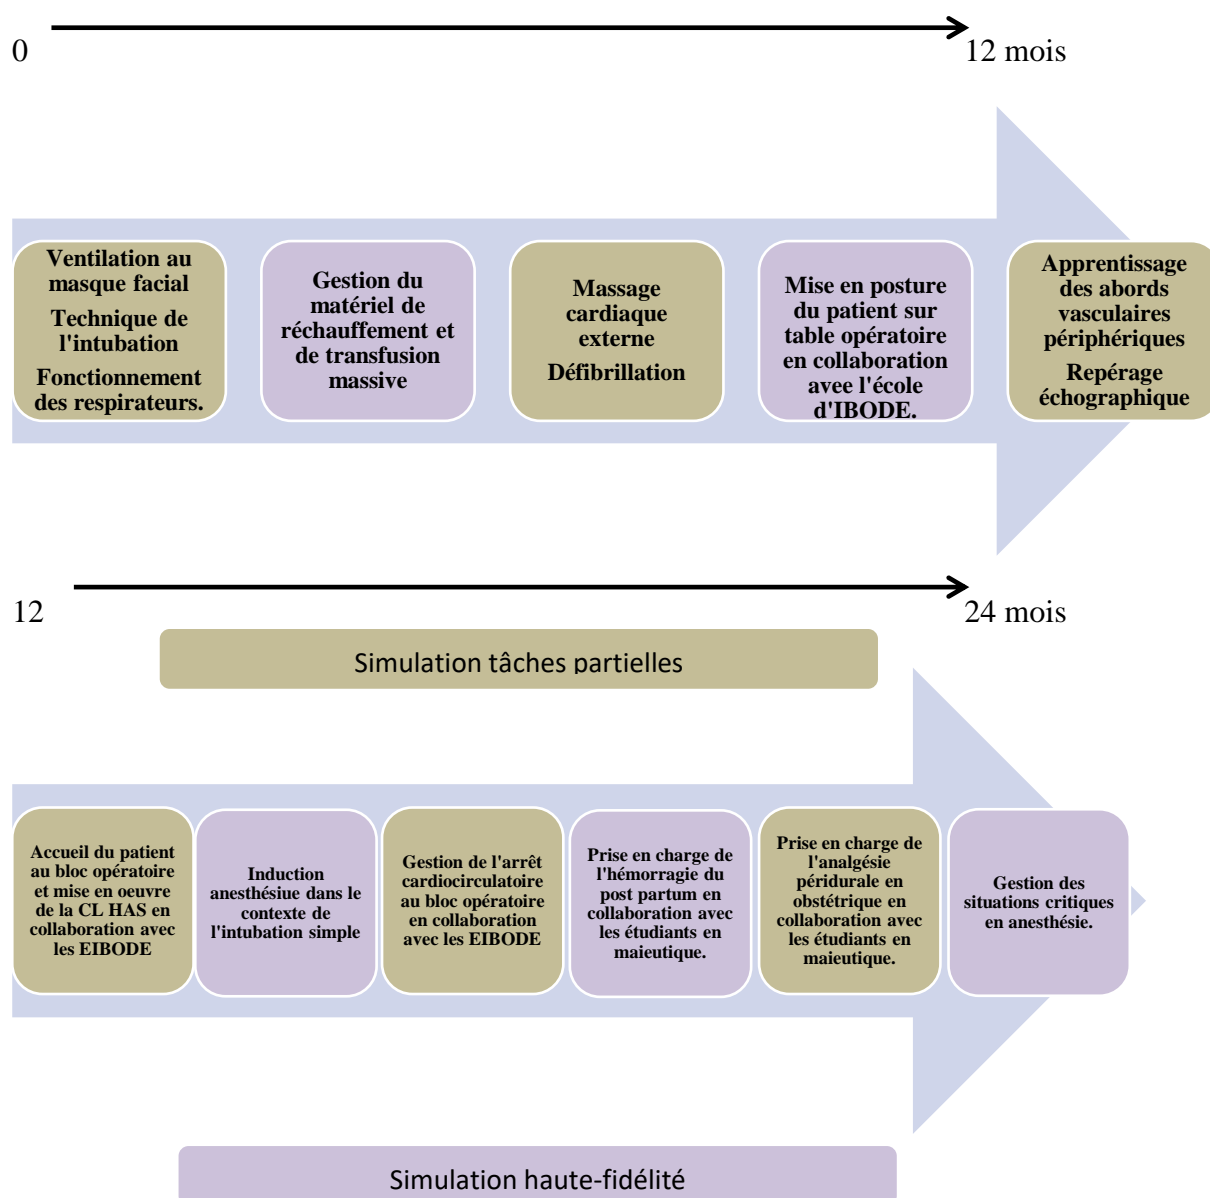 0
12 mois
Ventilation au
masque facial
Technique de
l'intubation
Fonctionnement
des respirateurs.
Gestion du
matériel de
réchauffement et
de transfusion
massive
Massage
cardiaque
externe
Défibrillation
Mise en posture
du patient sur
table opératoire
en collaboration
avee l'école
d'IBODE.
Apprentissage
des abords
vasculaires
périphériques
Repérage
échographique
12
24 mois
Simulation tâches partielles
Accueil du patient
au bloc opératoire
et mise en oeuvre
de la CL HAS en
collaboration avec
les EIBODE
Induction
anesthésiue dans le
contexte de
l'intubation simple
Gestion de l'arrêt
cardiocirculatoire
au bloc opératoire
en collaboration
avec les EIBODE
Prise en charge de
l'hémorragie du
post partum en
collaboration avec
les étudiants en
maieutique.
Prise en charge de
l'analgésie
péridurale en
obstétrique en
collaboration avec
les étudiants en
maieutique.
Gestion des
situations critiques
en anesthésie.
Simulation haute-fidélité